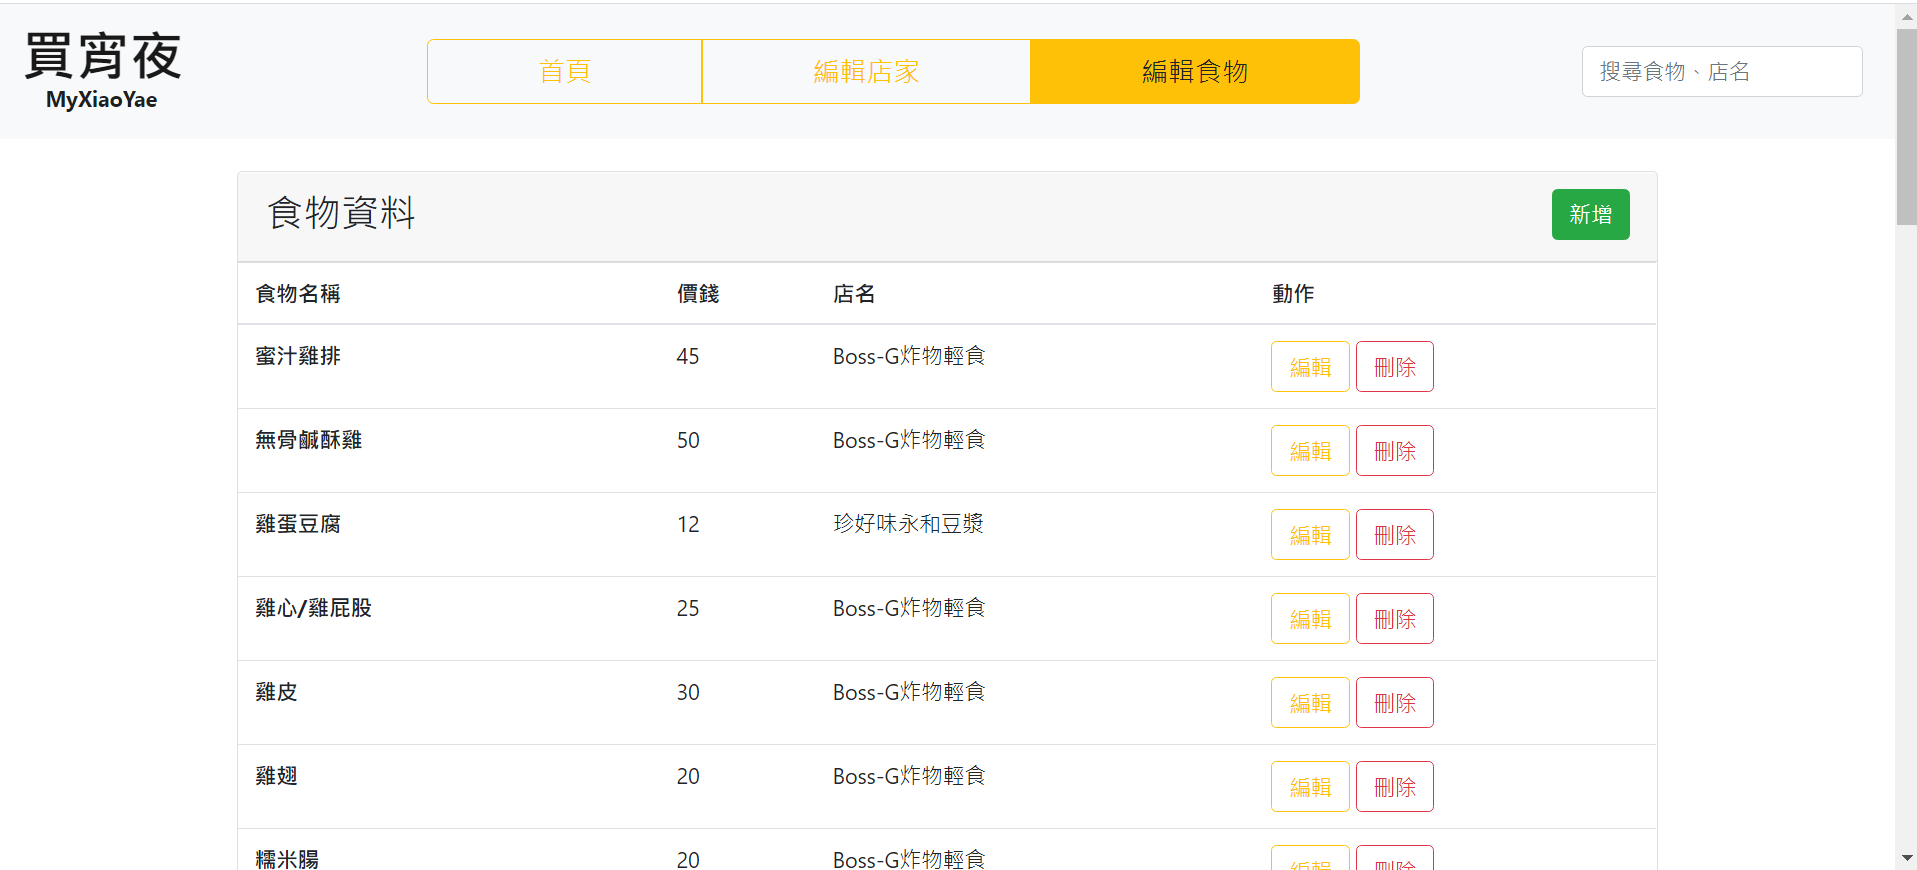 買宵夜
MyXiaoYae
首頁 編輯店家 編輯食物
搜尋食物、店名
食物資料 新增
食物名稱 價錢 店名 動作
蜜汁雞排 45 Boss-G炸物輕食 編輯 刪除
無骨鹹酥雞 50 Boss-G炸物輕食 編輯 刪除
雞蛋豆腐 12 珍好味永和豆漿 編輯 刪除
雞心/雞屁股 25 Boss-G炸物輕食 編輯 刪除
雞皮 30 Boss-G炸物輕食 編輯 刪除
雞翅 20 Boss-G炸物輕食 編輯 刪除
糯米腸 20 Boss-G炸物輕食 編輯 刪除